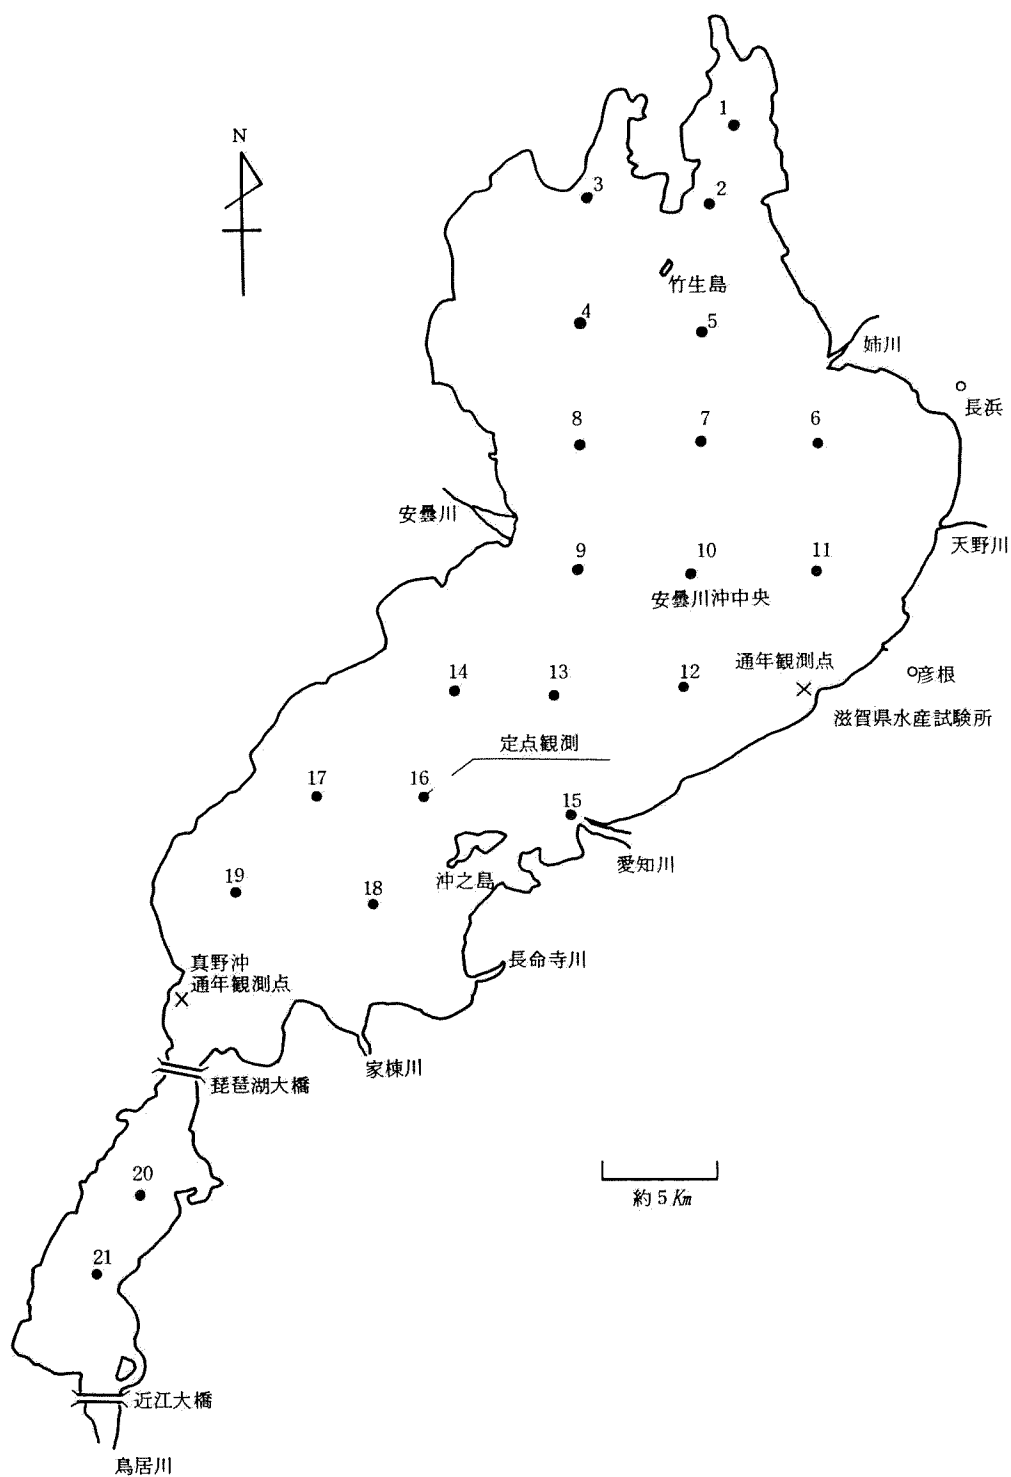 1
N
3
2
竹生島
4
5
姉川
長浜
8
7
6
安曇川
天野川
9
10
11
安曇川沖中央
通年観測点
14
13
12
彦根
滋賀県水産試験所
定点観測
17
16
15
愛知川
沖之島
19
18
真野沖
通年観測点
長命寺川
家棟川
琵琶湖大橋
20
約5Km
21
近江大橋
鳥居川